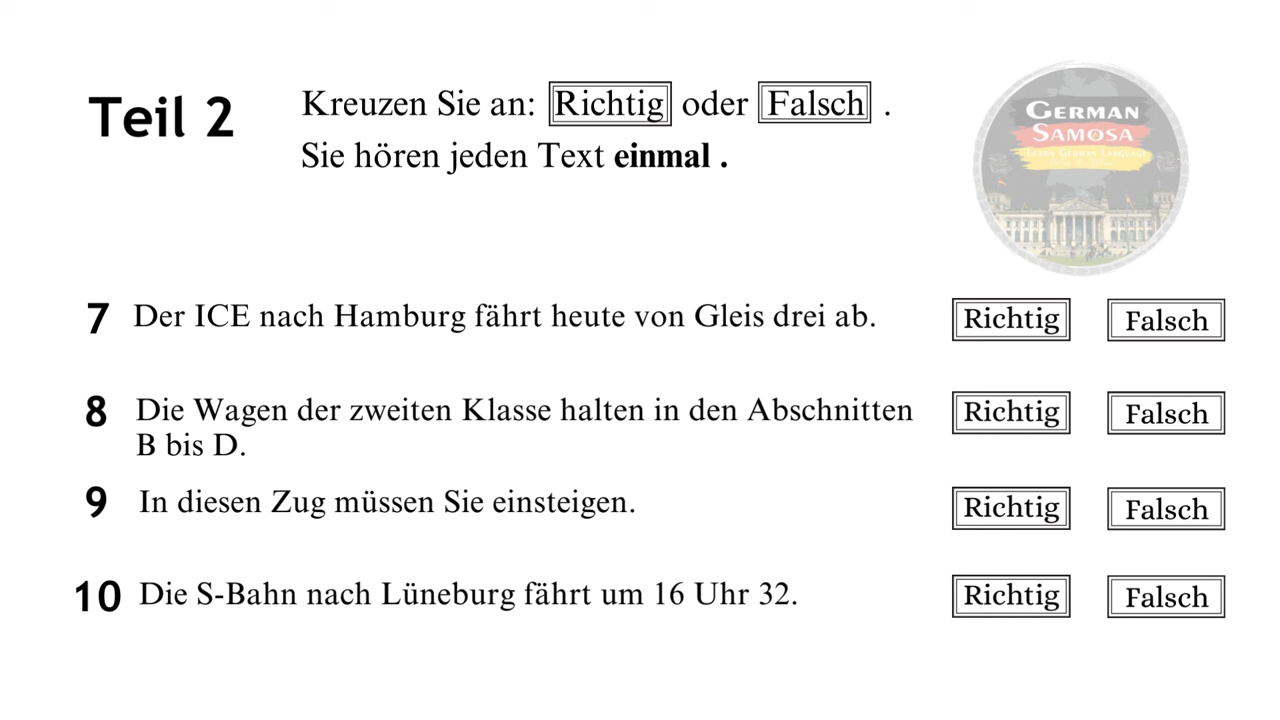 Teil 2
Kreuzen Sie an: Richtig oder Falsch .
Sie hören jeden Text einmal .
GERMAN
SAMOSA
LEARN GERMAN LANGUAGE
7 Der ICE nach Hamburg fährt heute von Gleis drei ab. Richtig Falsch
8 Die Wagen der zweiten Klasse halten in den Abschnitten Richtig Falsch
B bis D.
9 In diesen Zug müssen Sie einsteigen. Richtig Falsch
10 Die S-Bahn nach Lüneburg fährt um 16 Uhr 32. Richtig Falsch